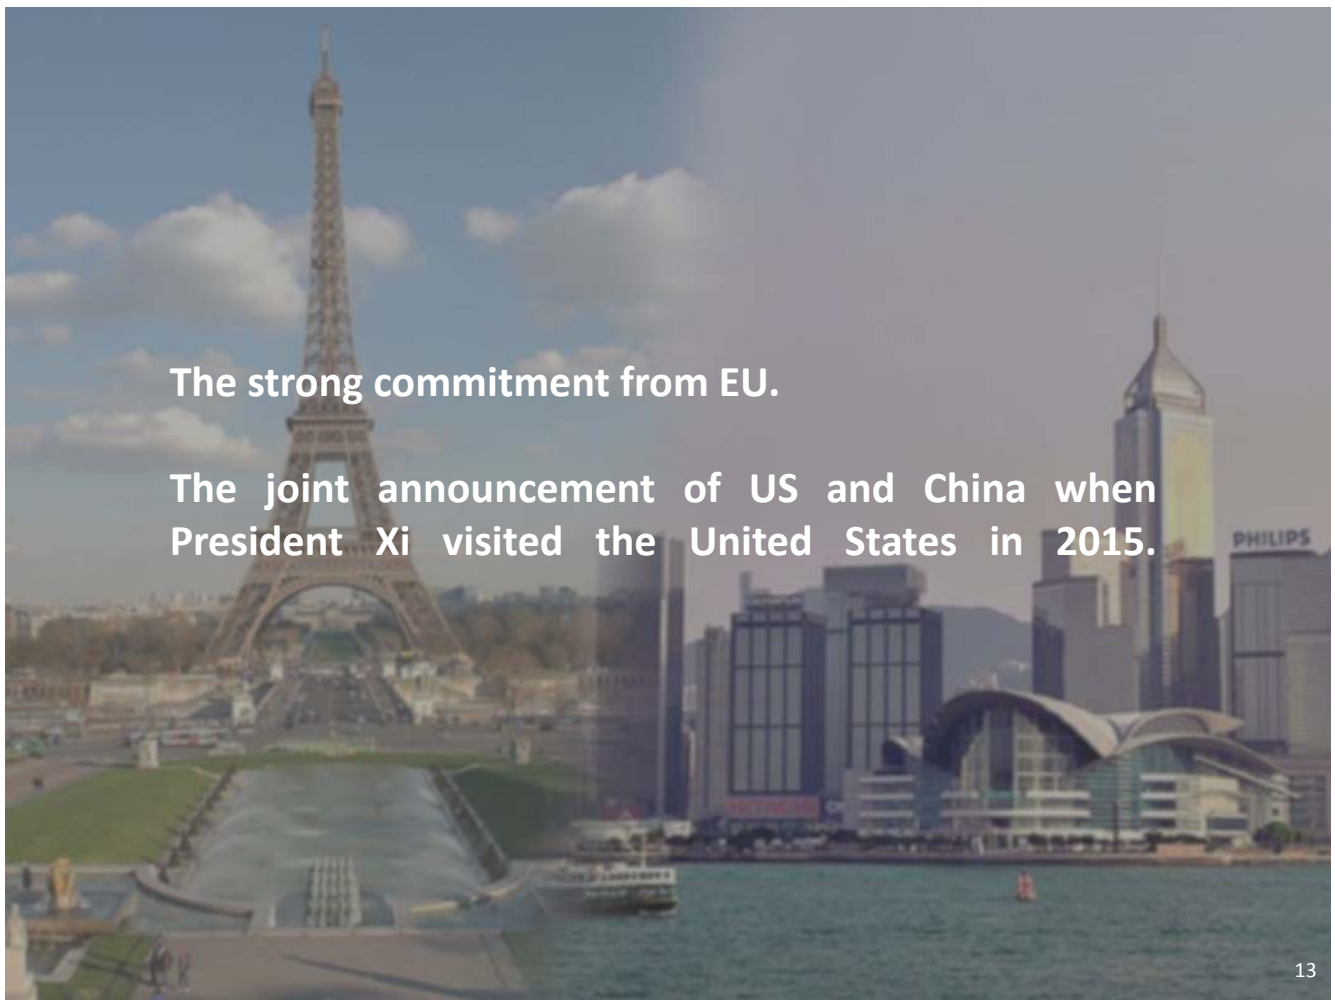 The strong commitment from EU.
The joint announcement of US and China when
President Xi visited the United States in 2015.
PHILIPS
13